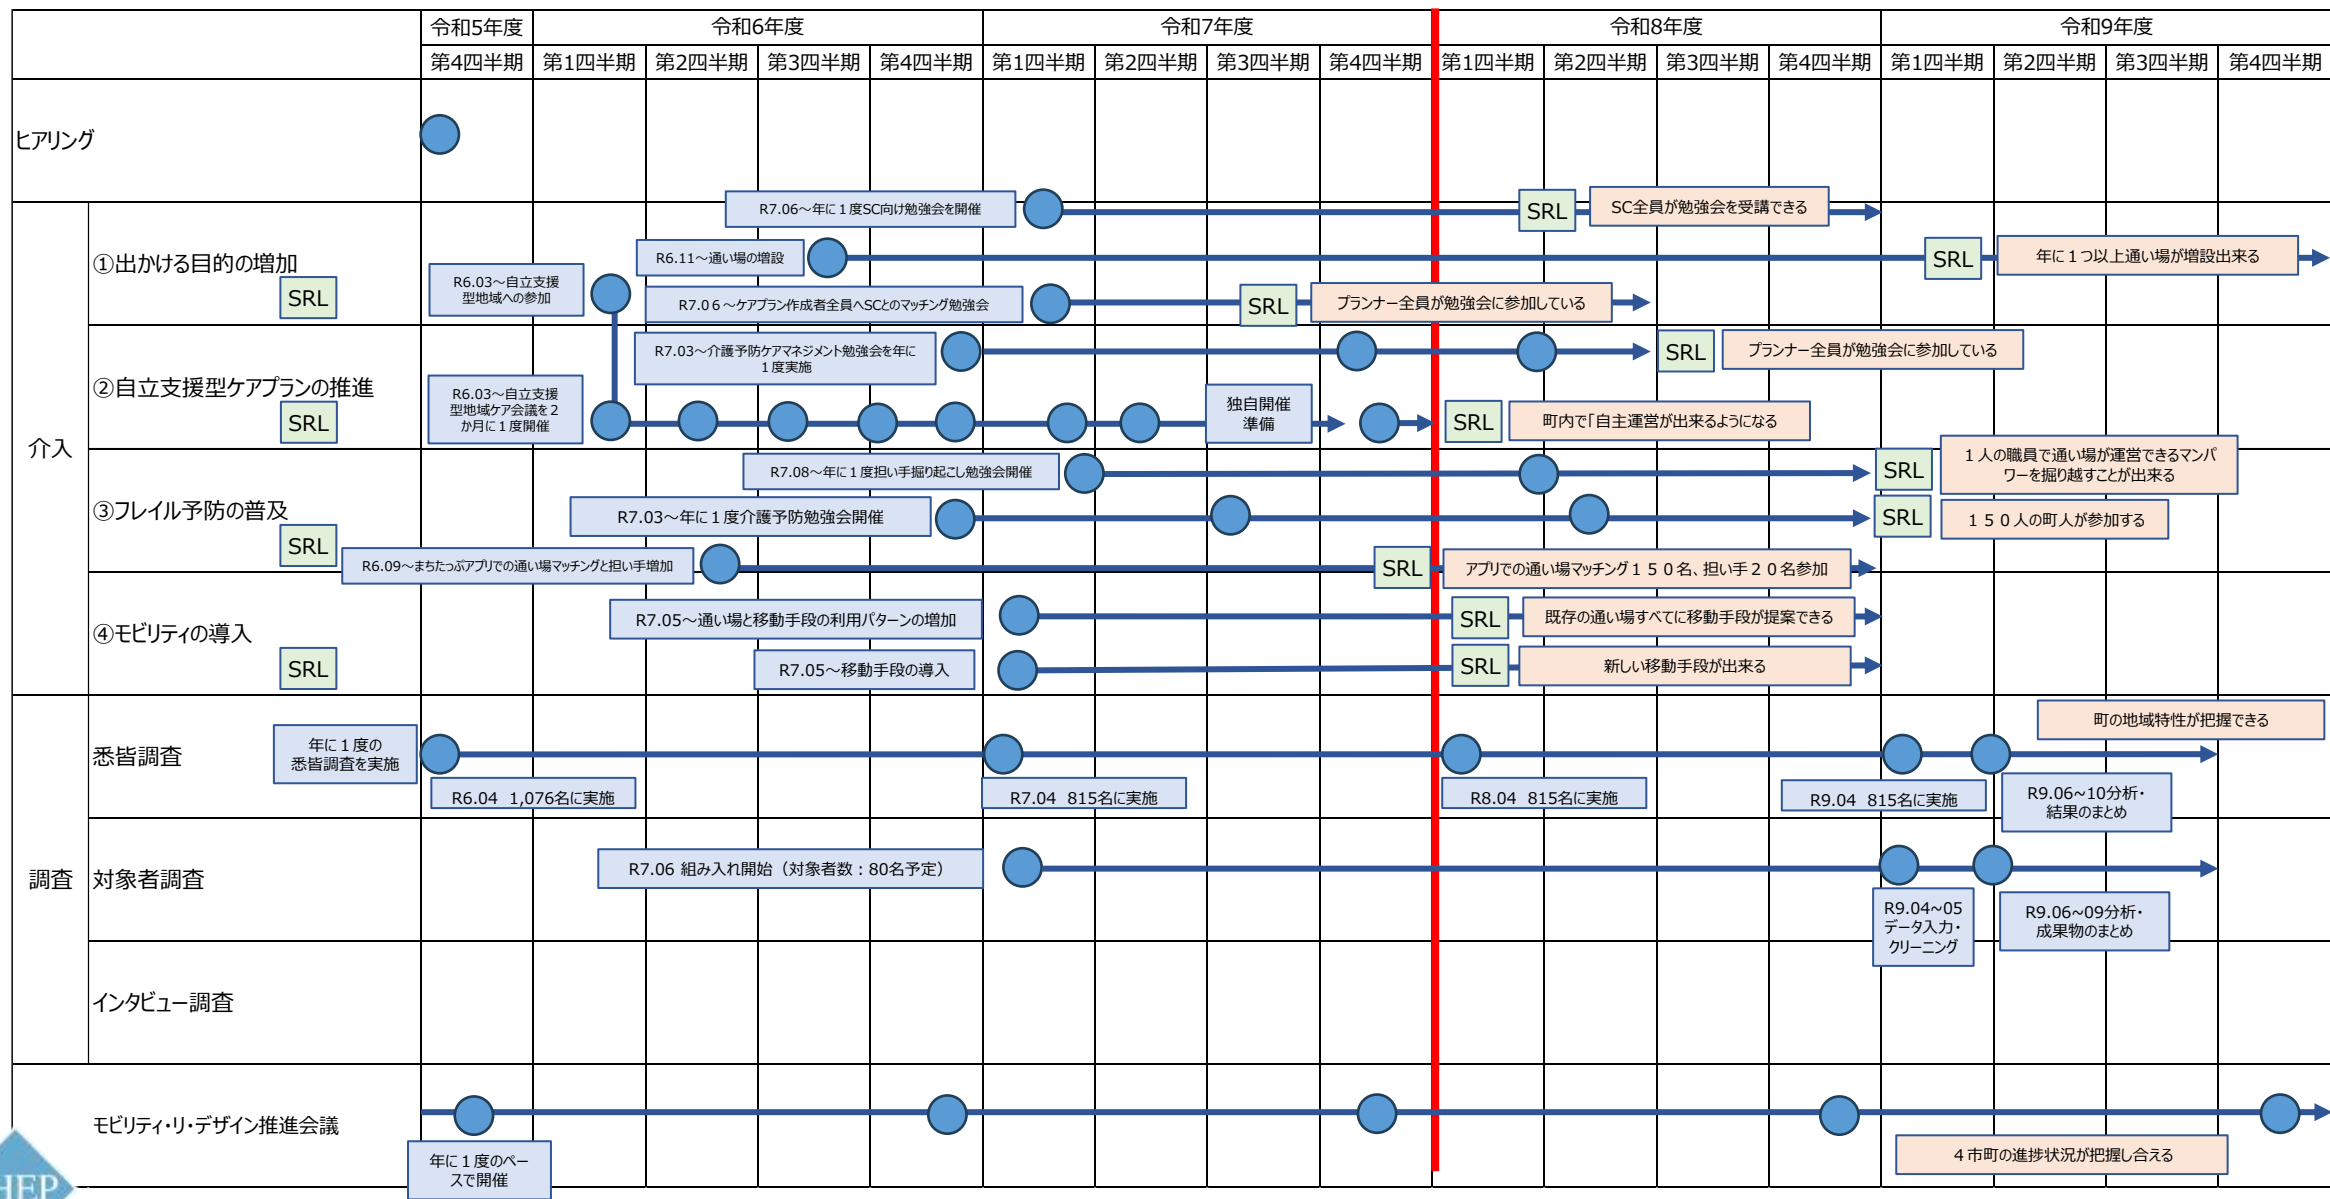 令和5年度 令和6年度 令和7年度 令和8年度 令和9年度
第4四半期 第1四半期 第2四半期 第3四半期 第4四半期 第1四半期 第2四半期 第3四半期 第4四半期 第1四半期 第2四半期 第3四半期 第4四半期 第1四半期 第2四半期 第3四半期 第4四半期
ヒアリング
介入
①出かける目的の増加
SRL
R7.06～年に１度SC向け勉強会を開催
SRL
SC全員が勉強会を受講できる
R6.11～通い場の増設
SRL
年に１つ以上通い場が増設出来る
R6.03～自立支援
型地域への参加
R7.0６～ケアプラン作成者全員へSCとのマッチング勉強会
SRL
プランナー全員が勉強会に参加している
②自立支援型ケアプランの推進
SRL
R7.03～介護予防ケアマネジメント勉強会を年に
１度実施
SRL
プランナー全員が勉強会に参加している
R6.03～自立支援
型地域ケア会議を２
か月に１度開催
独自開催
準備
SRL
町内で「自主運営が出来るようになる
③フレイル予防の普及
SRL
R7.08～年に１度担い手掘り起こし勉強会開催
SRL
１人の職員で通い場が運営できるマンパ
ワーを掘り越すことが出来る
R7.03～年に１度介護予防勉強会開催
SRL
１５０人の町人が参加する
R6.09～まちたっぷアプリでの通い場マッチングと担い手増加
SRL
アプリでの通い場マッチング１５０名、担い手２０名参加
④モビリティの導入
SRL
R7.05～通い場と移動手段の利用パターンの増加
SRL
既存の通い場すべてに移動手段が提案できる
R7.05～移動手段の導入
SRL
新しい移動手段が出来る
調査
悉皆調査
年に１度の
悉皆調査を実施
町の地域特性が把握できる
R6.04 1,076名に実施
R7.04 815名に実施
R8.04 815名に実施
R9.04 815名に実施
R9.06~10分析・
結果のまとめ
対象者調査
R7.06 組み入れ開始（対象者数：80名予定）
R9.04~05
データ入力・
クリーニング
R9.06~09分析・
成果物のまとめ
インタビュー調査
モビリティ・リ・デザイン推進会議
年に１度のペー
スで開催
４市町の進捗状況が把握し合える
HEP